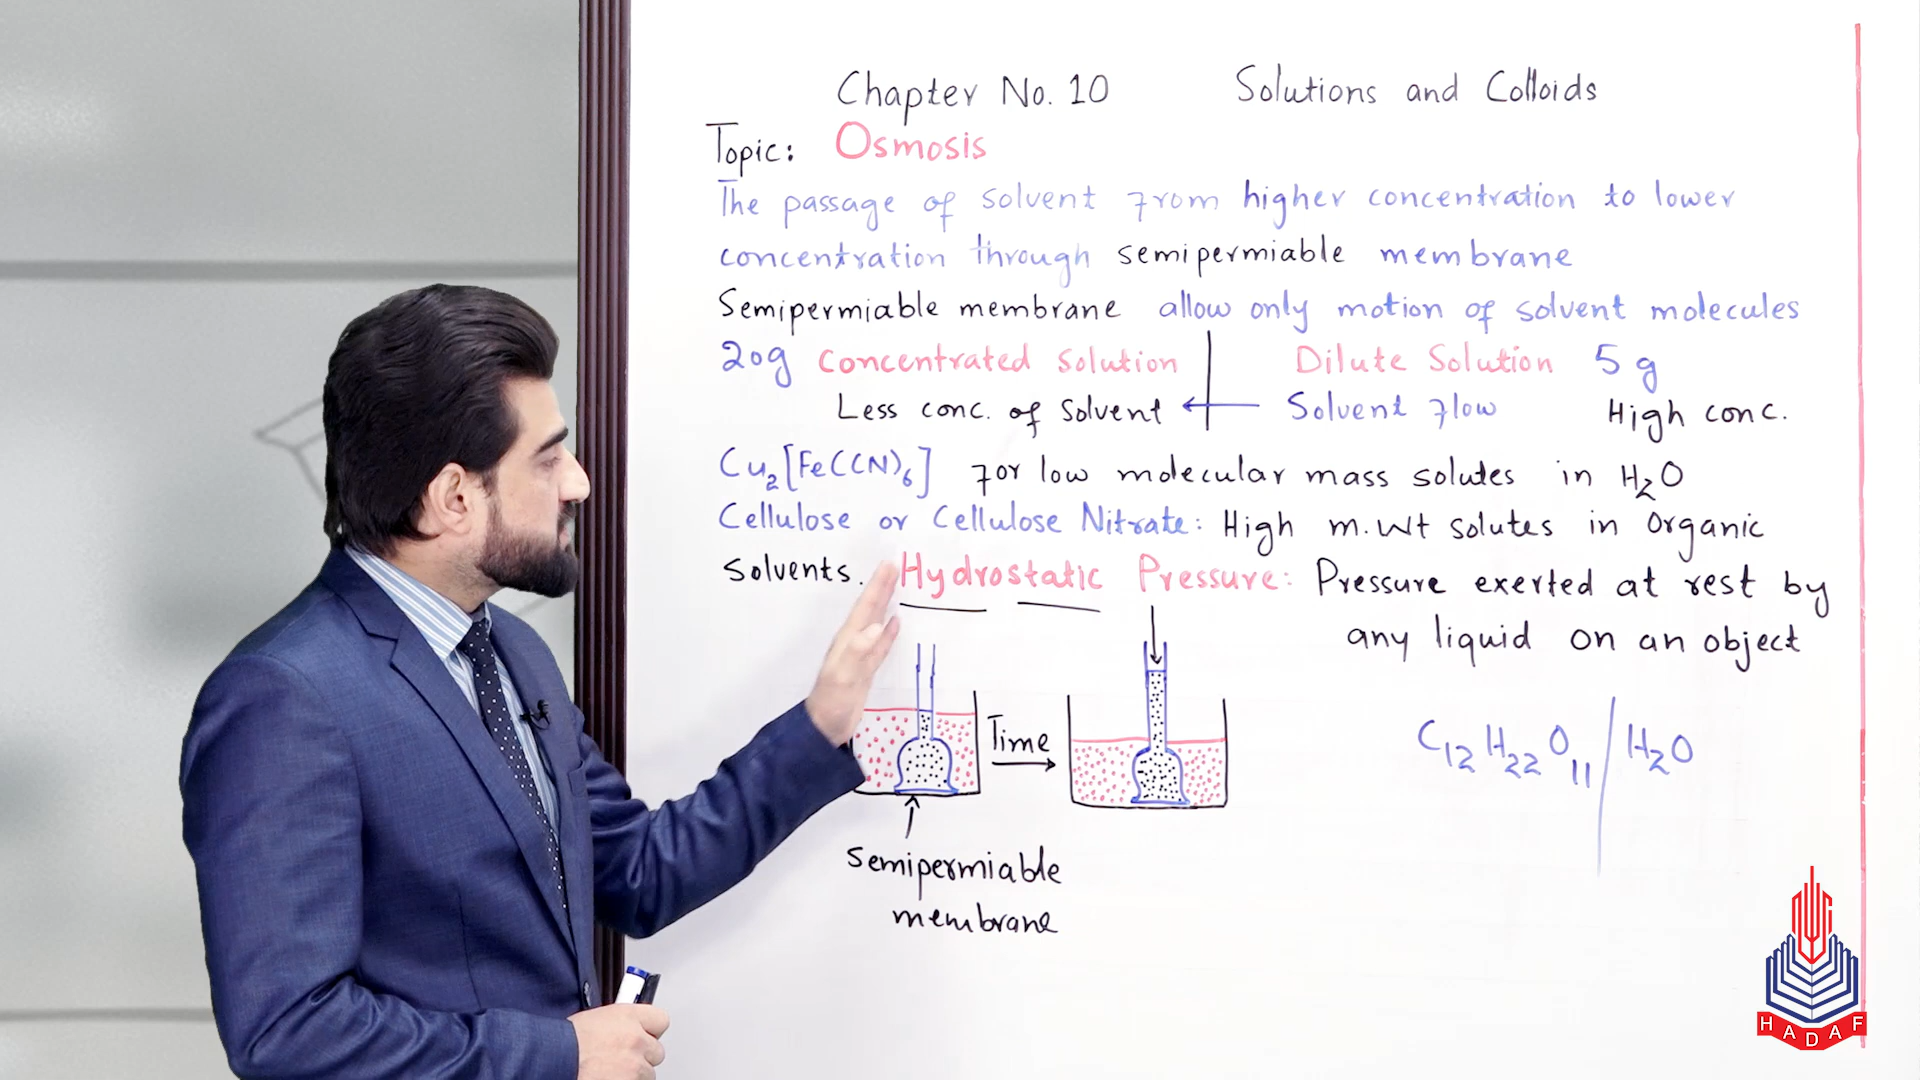 Chapter No. 10 Solutions and Colloids
Topic: Osmosis
The passage of solvent from higher concentration to lower
concentration through semipermiable membrane
Semipermiable membrane allow only motion of solvent molecules
20g Concentrated solution Dilute Solution 5 g
Less conc. of Solvent Solvent flow High conc.
Cu₂[Fe(CN)₆] for low molecular mass solutes in H₂O
Cellulose or Cellulose Nitrate: High m.wt solutes in Organic
Solvents. Hydrostatic Pressure: Pressure exerted at rest by
any liquid on an object
Time
C₁₂H₂₂O₁₁ H₂O
Semipermiable
membrane
HADAF